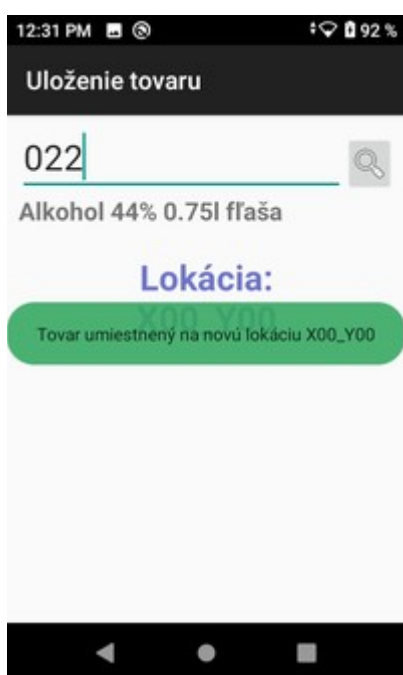 12:31 PM 92 %
Uloženie tovaru
022
Alkohol 44% 0.75l fľaša
Lokácia:
X00_Y00
Tovar umiestnený na novú lokáciu X00_Y00